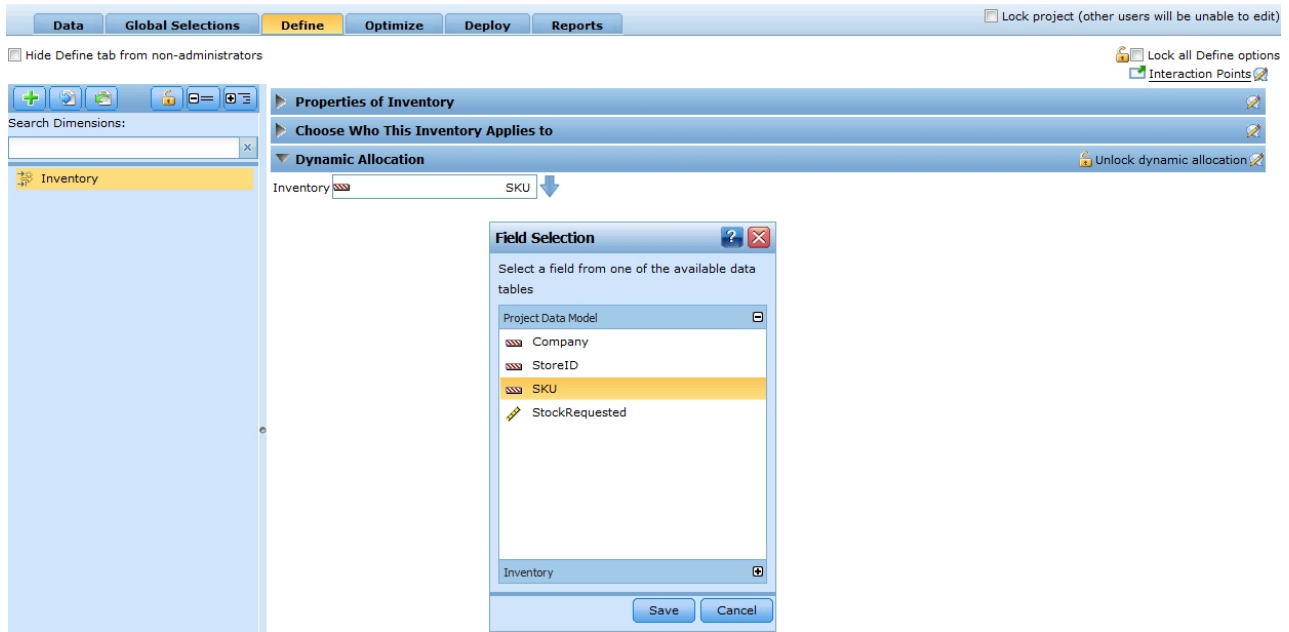 Data Global Selections Define Optimize Deploy Reports
Lock project (other users will be unable to edit)
Hide Define tab from non-administrators
Lock all Define options
Interaction Points
Search Dimensions:
Inventory
Properties of Inventory
Choose Who This Inventory Applies to
Dynamic Allocation
Unlock dynamic allocation
Inventory SKU
Field Selection
Select a field from one of the available data
tables
Project Data Model
Company
StoreID
SKU
StockRequested
Inventory
Save Cancel